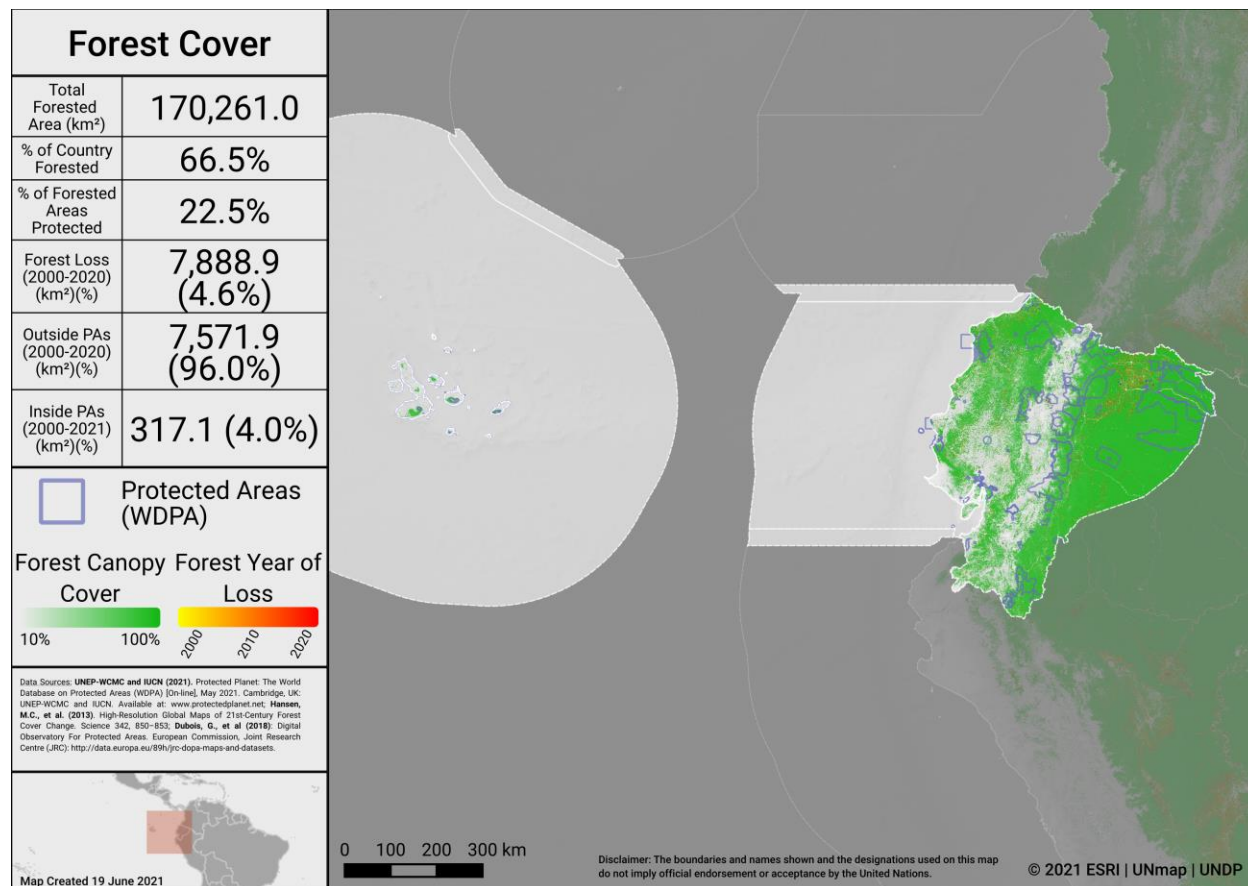 Forest Cover
Total
Forested
Area (km²)
170,261.0
% of Country
Forested
66.5%
% of Forested
Areas
Protected
22.5%
Forest Loss
(2000-2020)
(km²)(%)
7,888.9
(4.6%)
Outside PAs
(2000-2020)
(km²)(%)
7,571.9
(96.0%)
Inside PAs
(2000-2021)
(km²)(%)
317.1 (4.0%)
Protected Areas
(WDPA)
Forest Canopy
Cover
10%
100%
Forest Year of
Loss
2000
2010
2020
Data Sources: UNEP-WCMC and IUCN (2021). Protected Planet: The World
Database on Protected Areas (WDPA) [On-line], May 2021. Cambridge, UK:
UNEP-WCMC and IUCN. Available at: www.protectedplanet.net; Hansen,
M.C., et al. (2013). High-Resolution Global Maps of 21st-Century Forest
Cover Change. Science 342, 850–853; Dubois, G., et al (2018): Digital
Observatory For Protected Areas. European Commission, Joint Research
Centre (JRC): http://data.europa.eu/89h/jrc-dopa-maps-and-datasets.
Map Created 19 June 2021
0 100 200 300 km
Disclaimer: The boundaries and names shown and the designations used on this map
do not imply official endorsement or acceptance by the United Nations.
© 2021 ESRI | UNmap | UNDP